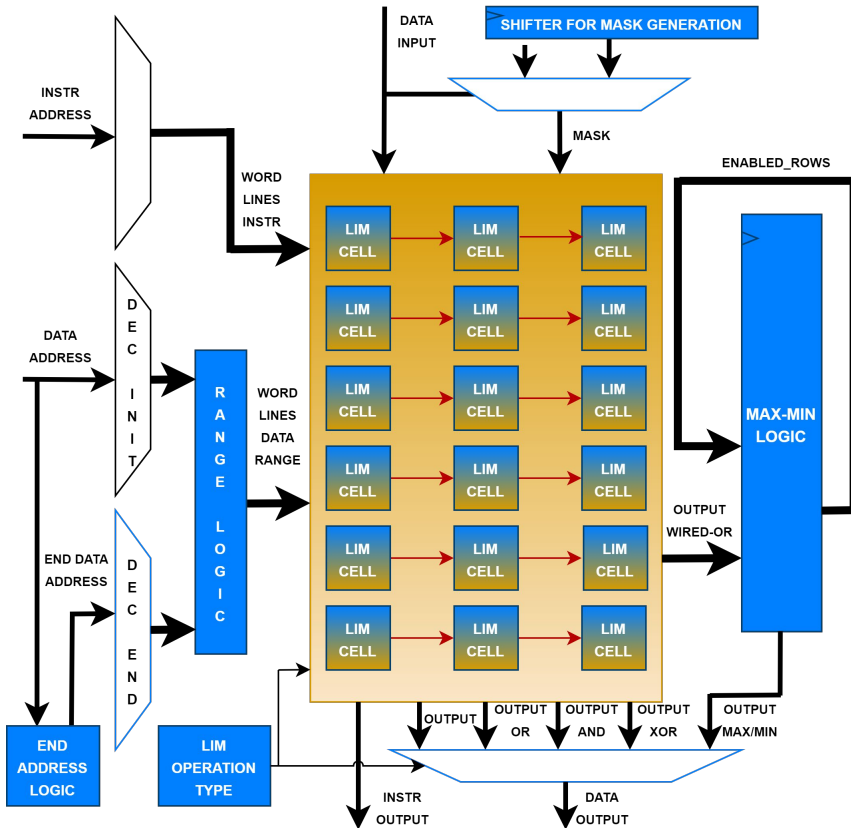 DATA
INPUT
SHIFTER FOR MASK GENERATION
INSTR
ADDRESS
MASK
ENABLED_ROWS
WORD
LINES
INSTR
LIM
CELL
LIM
CELL
LIM
CELL
LIM
CELL
LIM
CELL
LIM
CELL
DEC INIT
DATA
ADDRESS
RANGE LOGIC
WORD
LINES
DATA
RANGE
LIM
CELL
LIM
CELL
LIM
CELL
MAX-MIN
LOGIC
LIM
CELL
LIM
CELL
LIM
CELL
OUTPUT
WIRED-OR
END DATA
ADDRESS
DEC END
LIM
CELL
LIM
CELL
LIM
CELL
LIM
CELL
LIM
CELL
LIM
CELL
END
ADDRESS
LOGIC
LIM
OPERATION
TYPE
OUTPUT
OUTPUT
OR
OUTPUT
AND
OUTPUT
XOR
OUTPUT
MAX/MIN
INSTR
OUTPUT
DATA
OUTPUT